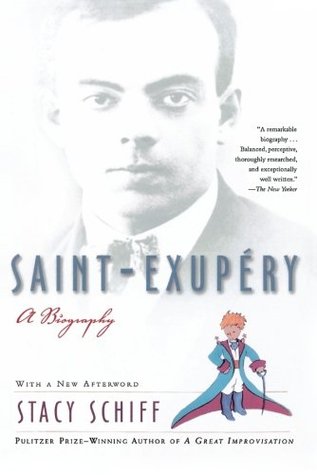 "A remarkable
biography . . .
Balanced, perceptive,
thoroughly researched,
and exceptionally
well written."
—The New Yorker
SAINT-EXUPÉRY
A Biography
WITH A NEW AFTERWORD
STACY SCHIFF
PULITZER PRIZE–WINNING AUTHOR OF A GREAT IMPROVISATION